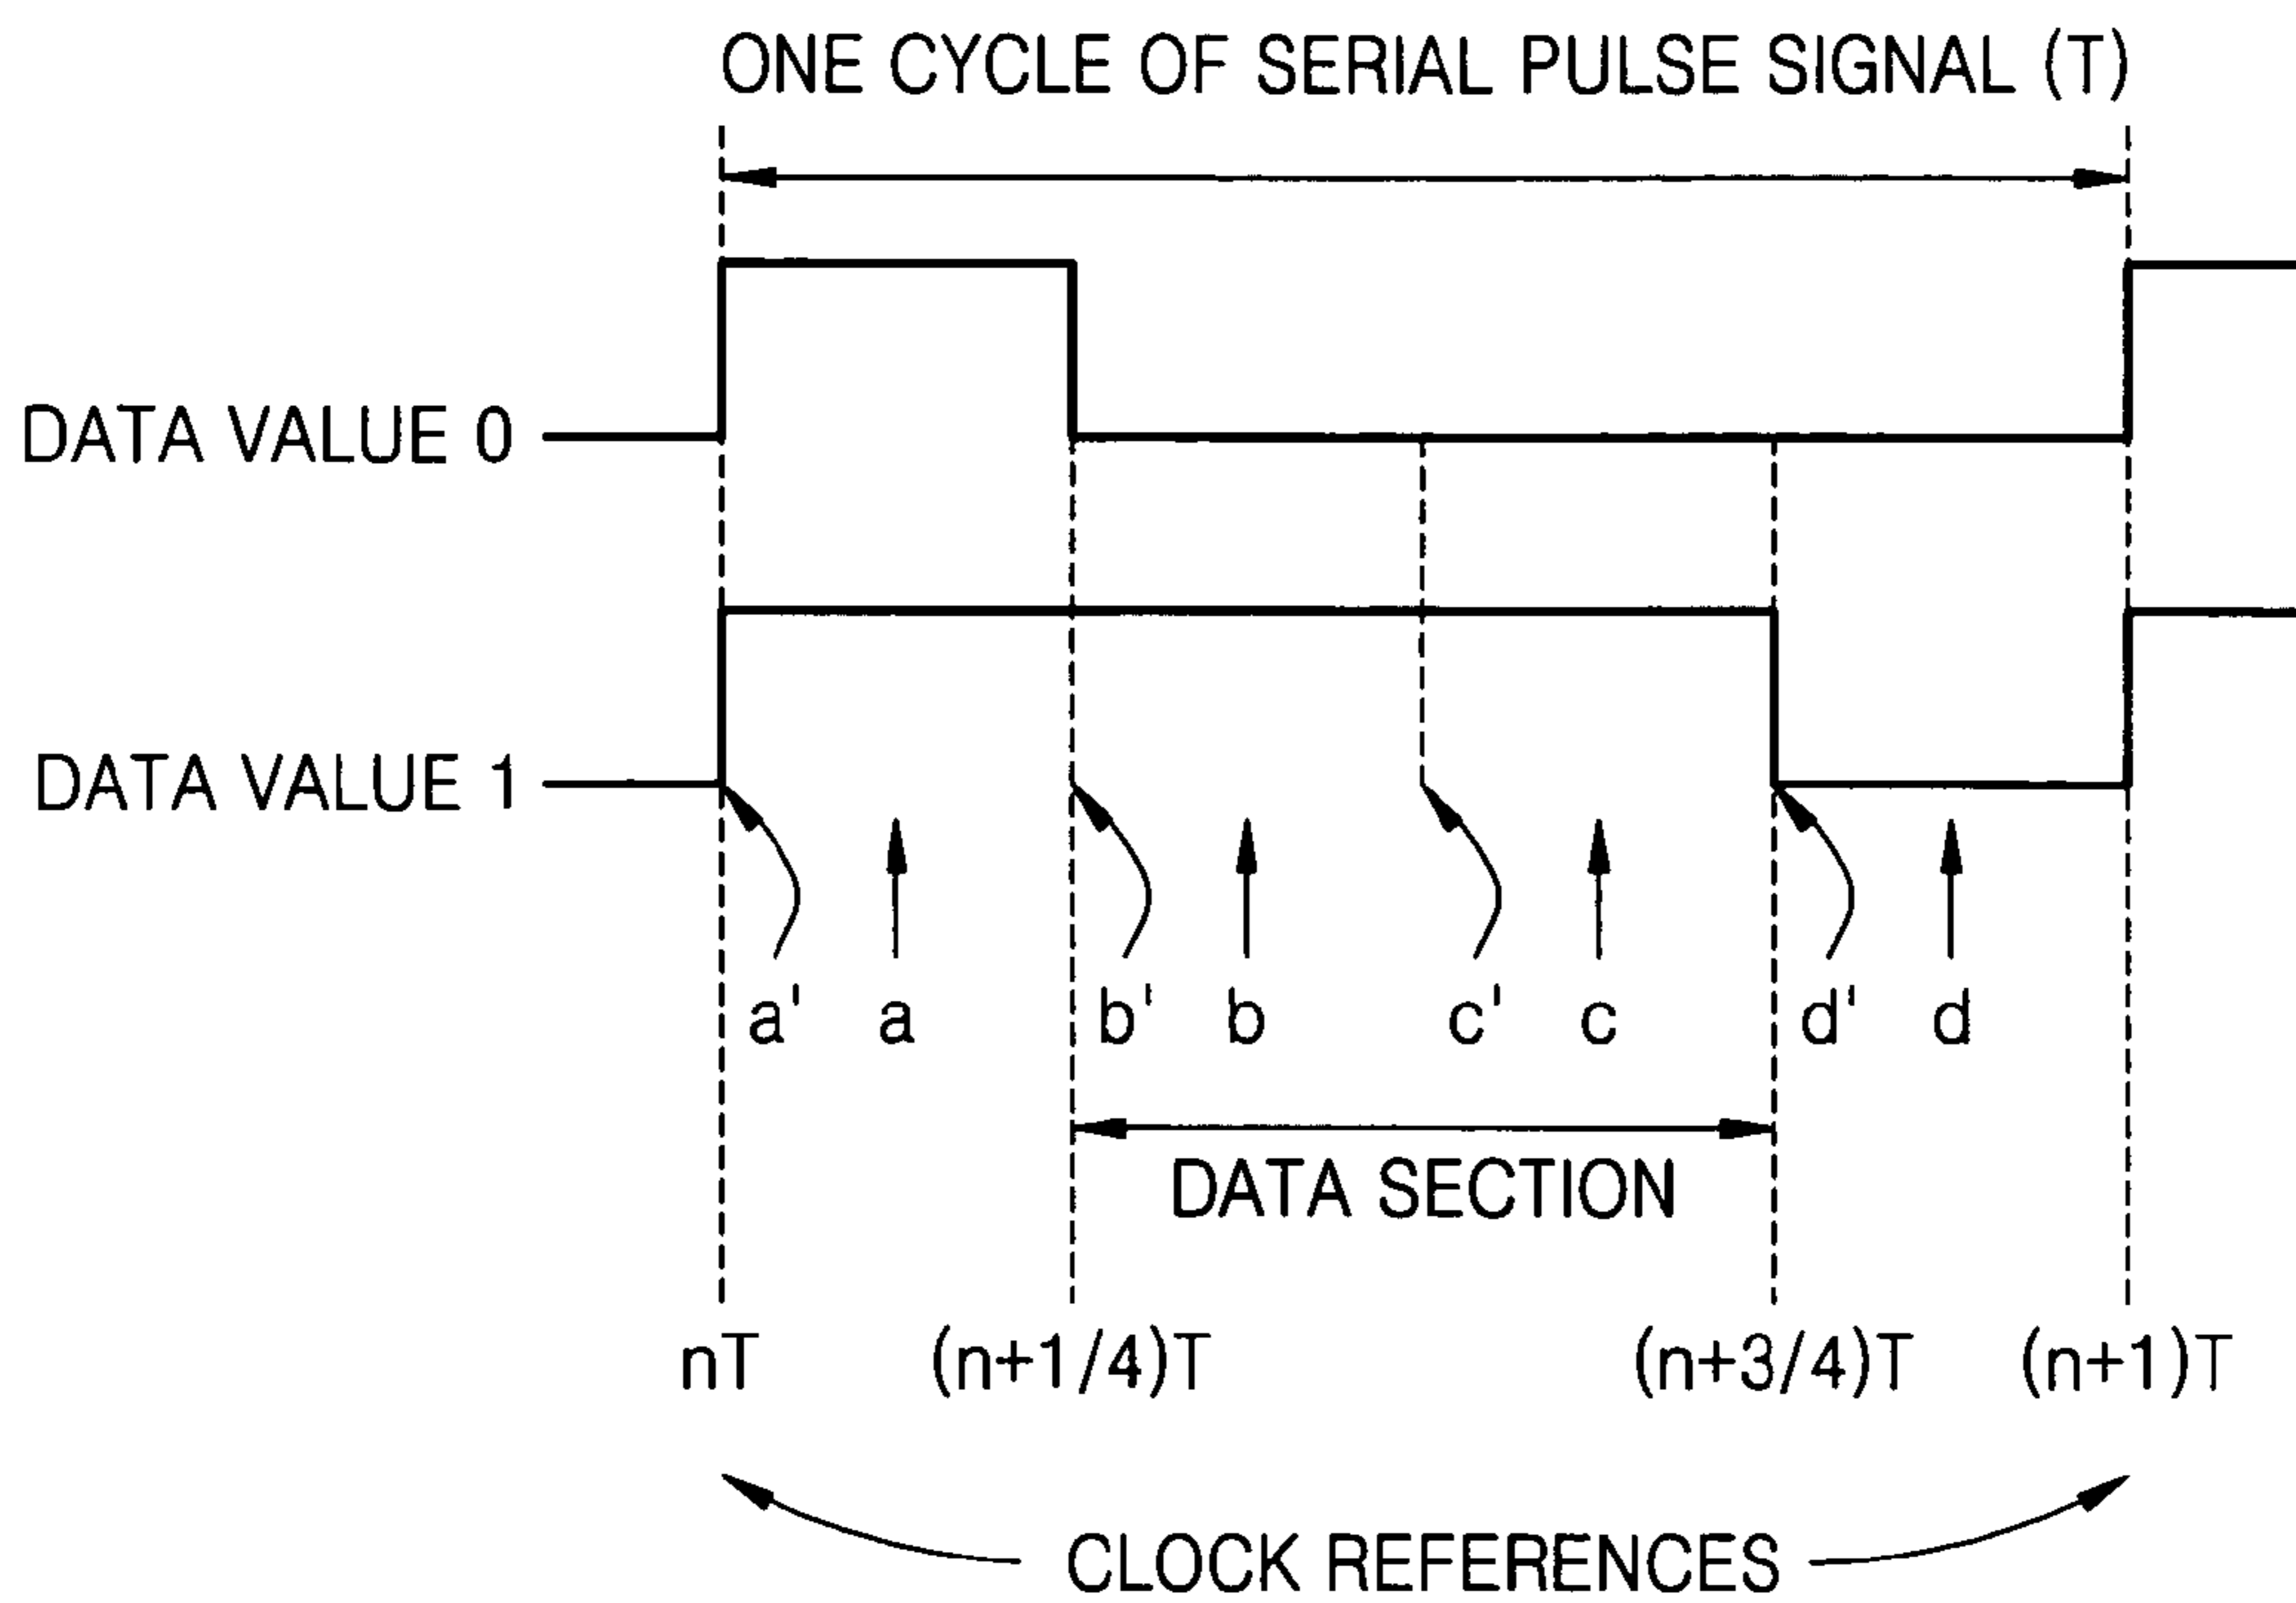 ONE CYCLE OF SERIAL PULSE SIGNAL (T)
DATA VALUE 0
DATA VALUE 1
a' a b' b c' c d' d
DATA SECTION
nT (n+1/4)T (n+3/4)T (n+1)T
CLOCK REFERENCES